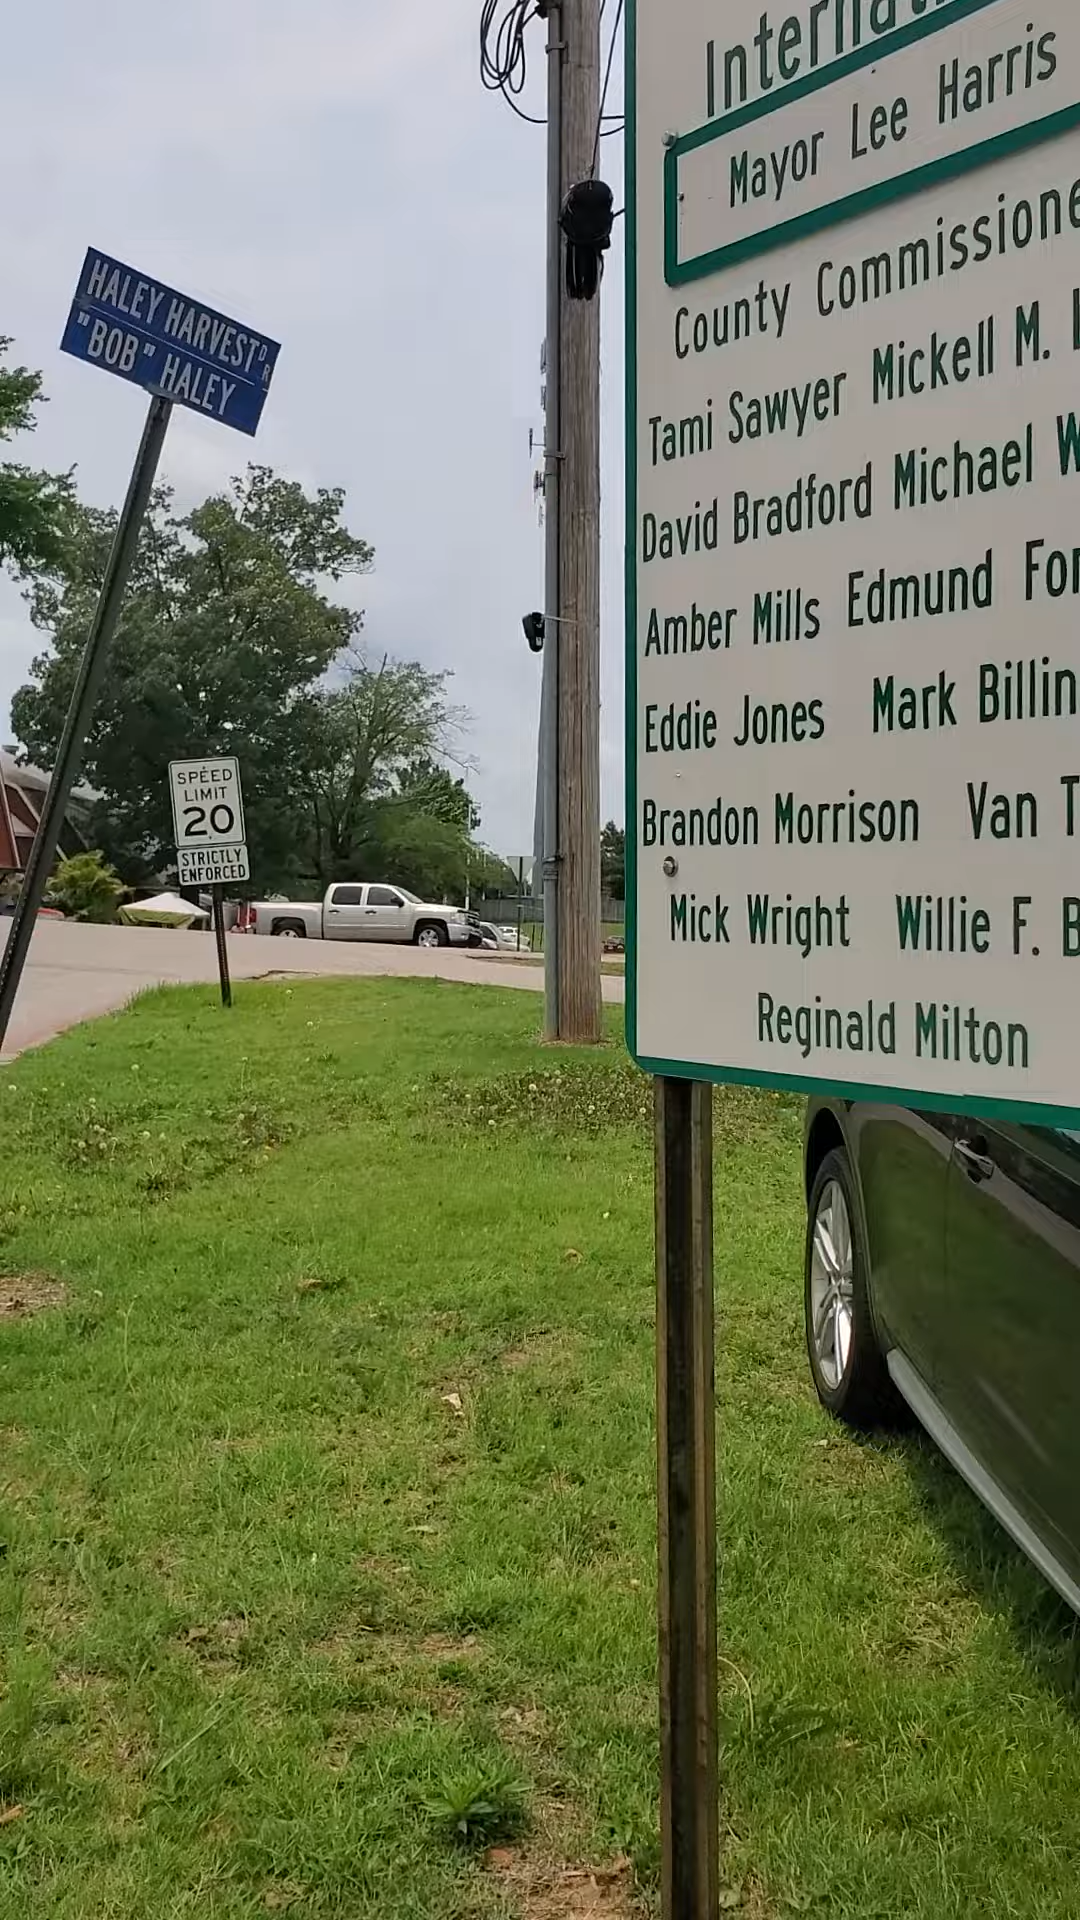 HALEY HARVEST DR
"BOB" HALEY
SPEED
LIMIT
20
STRICTLY
ENFORCED
Mayor Lee Harris
County
Tami Sawyer Mickell M.
David Bradford Michael
Amber Mills Edmund
Eddie Jones Mark
Brandon Morrison Van
Mick Wright Willie F.
Reginald Milton